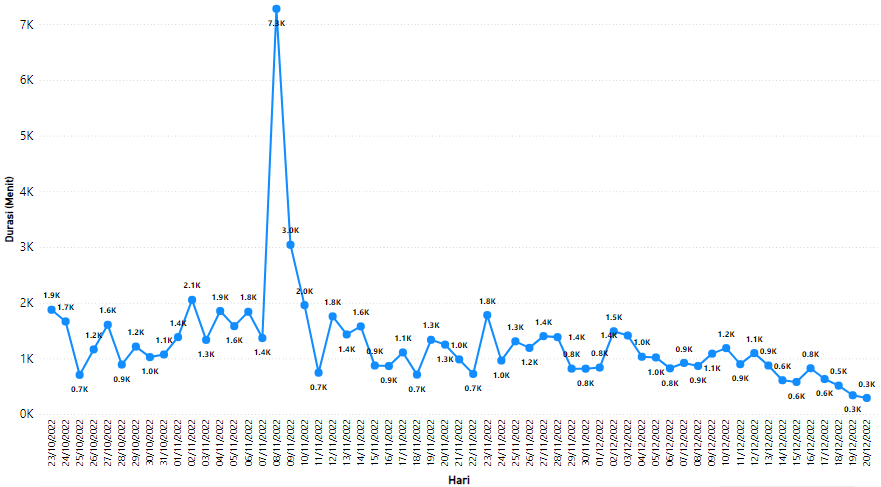 7K
6K
5K
4K
3K
2K
1K
0K
Durasi (Menit)
1.9K
1.7K
0.7K
1.2K
1.6K
0.9K
1.2K
1.0K
1.1K
1.4K
2.1K
1.3K
1.9K
1.6K
1.8K
1.4K
7.3K
3.0K
2.0K
0.7K
1.8K
1.4K
1.6K
0.9K
0.9K
1.1K
0.7K
1.3K
1.3K
1.0K
0.7K
1.8K
1.0K
1.3K
1.2K
1.4K
1.4K
0.8K
0.8K
0.8K
1.5K
1.4K
1.0K
1.0K
0.8K
0.9K
0.9K
1.1K
1.2K
0.9K
1.1K
0.9K
0.6K
0.6K
0.8K
0.6K
0.5K
0.3K
0.3K
23/10/2022
24/10/2022
25/10/2022
26/10/2022
27/10/2022
28/10/2022
29/10/2022
30/10/2022
31/10/2022
01/11/2022
02/11/2022
03/11/2022
04/11/2022
05/11/2022
06/11/2022
07/11/2022
08/11/2022
09/11/2022
10/11/2022
11/11/2022
12/11/2022
13/11/2022
14/11/2022
15/11/2022
16/11/2022
17/11/2022
18/11/2022
19/11/2022
20/11/2022
21/11/2022
22/11/2022
23/11/2022
24/11/2022
25/11/2022
26/11/2022
27/11/2022
28/11/2022
29/11/2022
30/11/2022
01/12/2022
02/12/2022
03/12/2022
04/12/2022
05/12/2022
06/12/2022
07/12/2022
08/12/2022
09/12/2022
10/12/2022
11/12/2022
12/12/2022
13/12/2022
14/12/2022
15/12/2022
16/12/2022
17/12/2022
18/12/2022
19/12/2022
20/12/2022
Hari